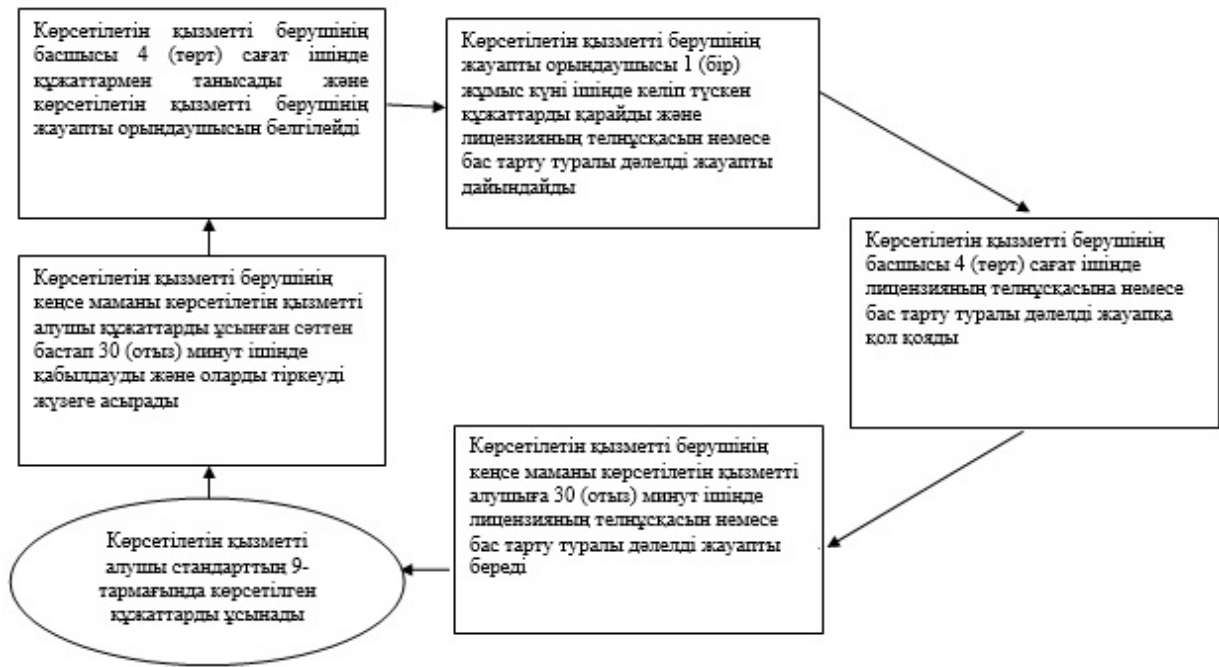 Көрсетілетін қызметті берушінің
басшысы 4 (төрт) сағат ішінде
құжаттармен танысады және
көрсетілетін қызметті берушінің
жауапты орындаушысын белгілейді
Көрсетілетін қызметті берушінің
жауапты орындаушысы 1 (бір)
жұмыс күні ішінде келіп түскен
құжаттарды қарайды және
лицензияның телнұсқасын немесе
бас тарту туралы дәлелді жауапты
дайындайды
Көрсетілетін қызметті берушінің
басшысы 4 (төрт) сағат ішінде
лицензияның телнұсқасына немесе
бас тарту туралы дәлелді жауапқа
қол қояды
Көрсетілетін қызметті берушінің
кеңсе маманы көрсетілетін қызметті
алушы құжаттарды ұсынған сәттен
бастап 30 (отыз) минут ішінде
қабылдауды және оларды тіркеуді
жүзеге асырады
Көрсетілетін қызметті берушінің
кеңсе маманы көрсетілетін қызметті
алушыға 30 (отыз) минут ішінде
лицензияның телнұсқасын немесе
бас тарту туралы дәлелді жауапты
береді
Көрсетілетін қызметті
алушы стандарттың 9-
тармағында көрсетілген
құжаттарды ұсынады